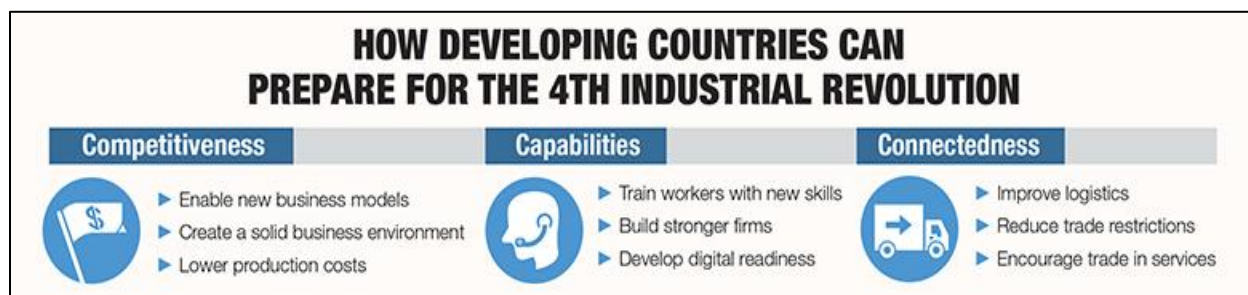 HOW DEVELOPING COUNTRIES CAN
PREPARE FOR THE 4TH INDUSTRIAL REVOLUTION
Competitiveness
$
Enable new business models
Create a solid business environment
Lower production costs
Capabilities
Train workers with new skills
Build stronger firms
Develop digital readiness
Connectedness
Improve logistics
Reduce trade restrictions
Encourage trade in services